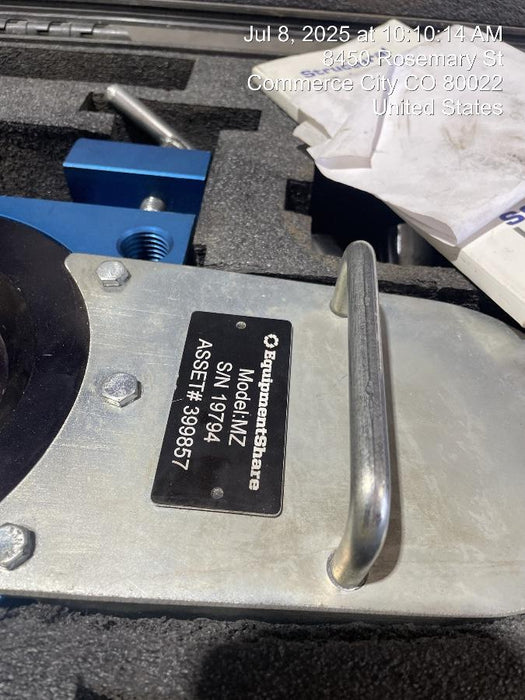 Jul 8, 2025 at 10:10:14 AM
8450 Rosemary St
Commerce City CO 80022
United States
EquipmentShare
Model:MZ
S/N 19794
ASSET# 399857